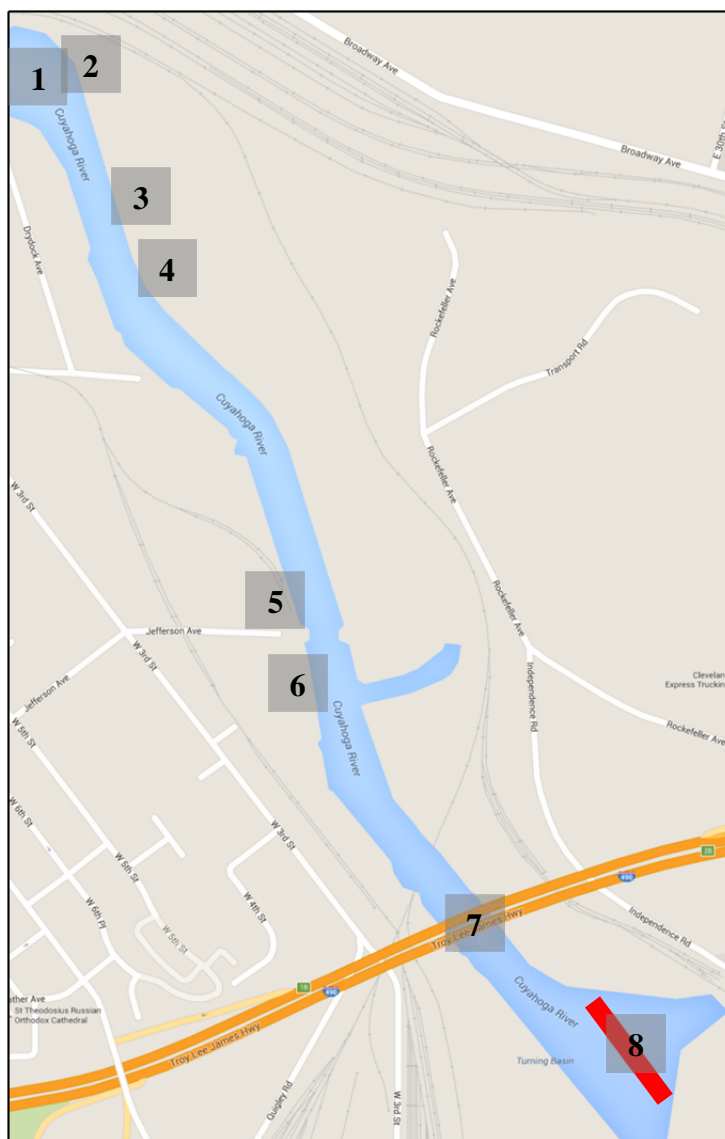 Broadway Ave
1
2
Cuyahoga River
Broadway Ave
E 30th St
3
Drydock Ave
4
Rockefeller Ave
Transport Rd
Cuyahoga River
W 3rd St
Rockefeller Ave
5
Jefferson Ave
W 3rd St
Rockefeller Ave
6
Jefferson Ave
Independence Rd
Cleveland
Express Trucking
Cuyahoga River
Rockefeller Ave
W 5th St
W 6th St
W 3rd St
W 5th St
28
490
W 6th Pl
W 4th St
W 5th St
7
Troy Lee James Hwy
Independence Rd
1B
490
St Theodosius Russian
Orthodox Cathedral
Cuyahoga River
Troy Lee James Hwy
8
Turning Basin
Quigley Rd
W 3rd St